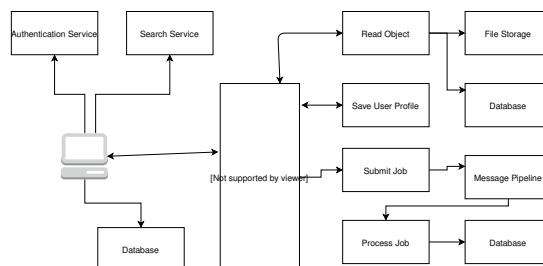 Authentication Service
Search Service
Read Object
File Storage
Save User Profile
Database
[Not supported by viewer]
Submit Job
Message Pipeline
Database
Process Job
Database